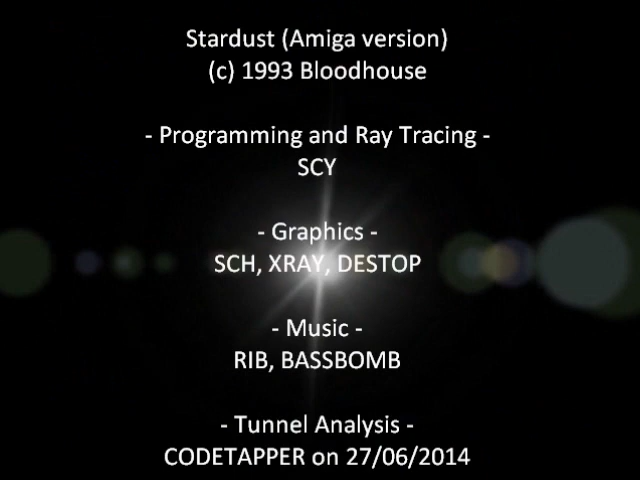 Stardust (Amiga version)
(c) 1993 Bloodhouse
- Programming and Ray Tracing -
SCY
- Graphics -
SCH, XRAY, DESTOP
- Music -
RIB, BASSBOMB
- Tunnel Analysis -
CODETAPPER on 27/06/2014